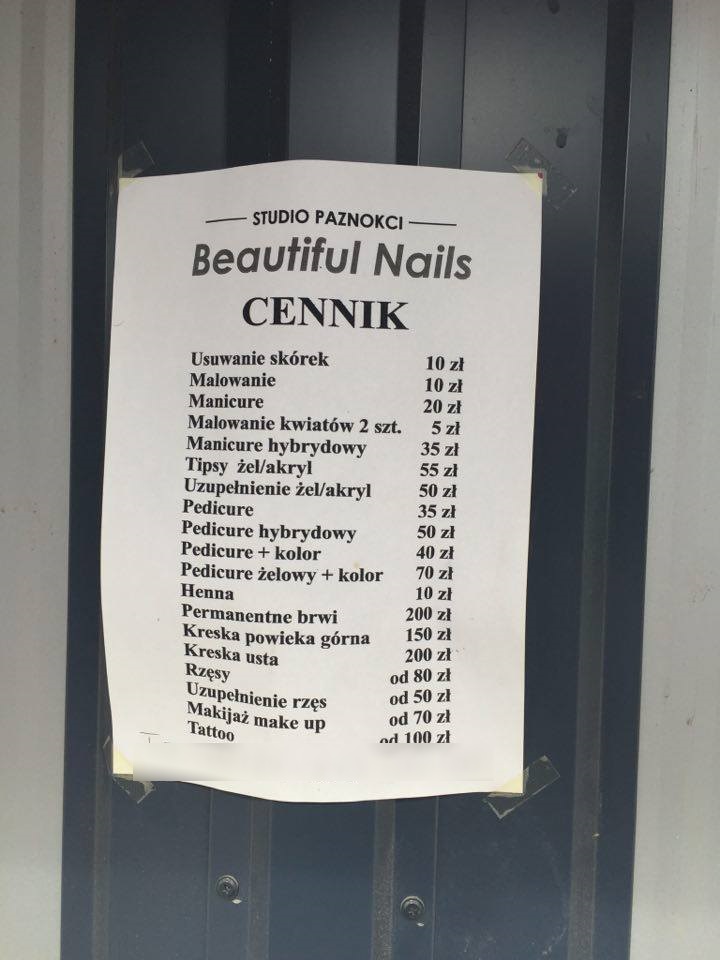 STUDIO PAZNOKCI
Beautiful Nails
CENNIK
Usuwanie skórek 10 zł
Malowanie 10 zł
Manicure 20 zł
Malowanie kwiatów 2 szt. 5 zł
Manicure hybrydowy 35 zł
Tipsy żel/akryl 55 zł
Uzupełnienie żel/akryl 50 zł
Pedicure 35 zł
Pedicure hybrydowy 50 zł
Pedicure + kolor 40 zł
Pedicure żelowy + kolor 70 zł
Henna 10 zł
Permanentne brwi 200 zł
Kreska powieka górna 150 zł
Kreska usta 200 zł
Rzęsy od 80 zł
Uzupełnienie rzęs od 50 zł
Makijaż make up od 70 zł
Tattoo od 100 zł